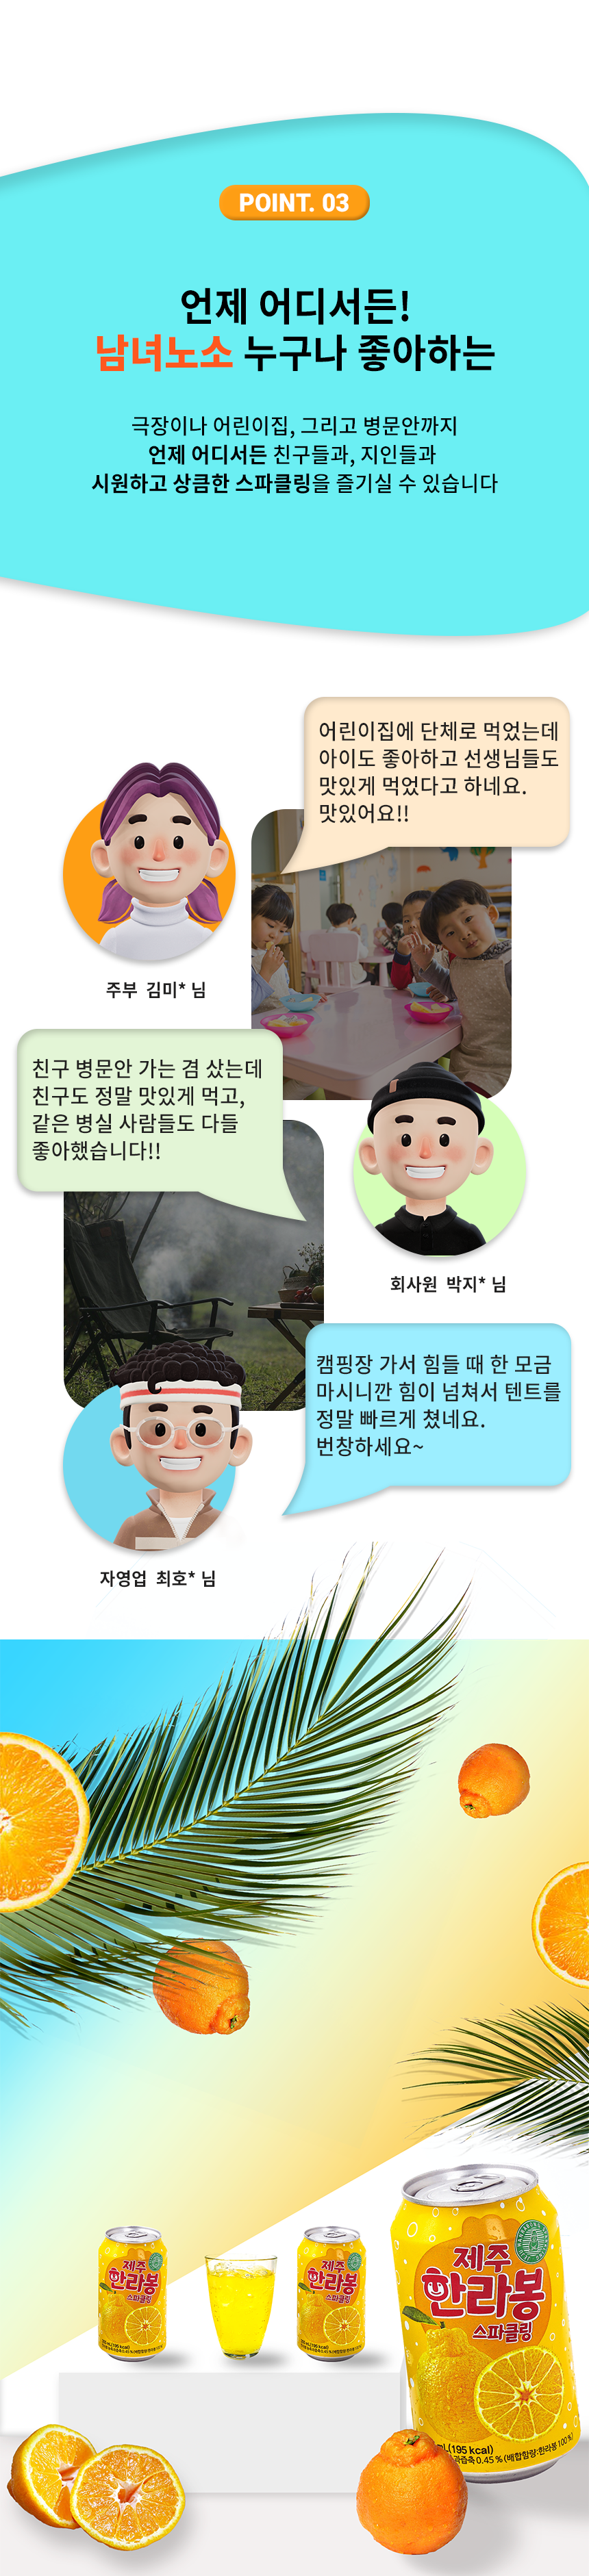 POINT. 03
언제 어디서든!
남녀노소 누구나 좋아하는
극장이나 어린이집, 그리고 병문안까지
언제 어디서든 친구들과, 지인들과
시원하고 상큼한 스파클링을 즐기실 수 있습니다
어린이집에 단체로 먹었는데
아이도 좋아하고 선생님들도
맛있게 먹었다고 하네요.
맛있어요!!
주부 김미* 님
친구 병문안 가는 겸 샀는데
친구도 정말 맛있게 먹고,
같은 병실 사람들도 다들
좋아했습니다!!
회사원 박지* 님
캠핑장 가서 힘들 때 한 모금
마시니깐 힘이 넘쳐서 텐트를
정말 빠르게 쳤네요.
번창하세요~
자영업 최호* 님
제주
한라봉
스파클링
(195 kcal)
제주
한라봉
스파클링
(195 kcal)
제주
한라봉
스파클링
mL(195 kcal)
과즙축 0.45 % (배합함량:한라봉 100 %)